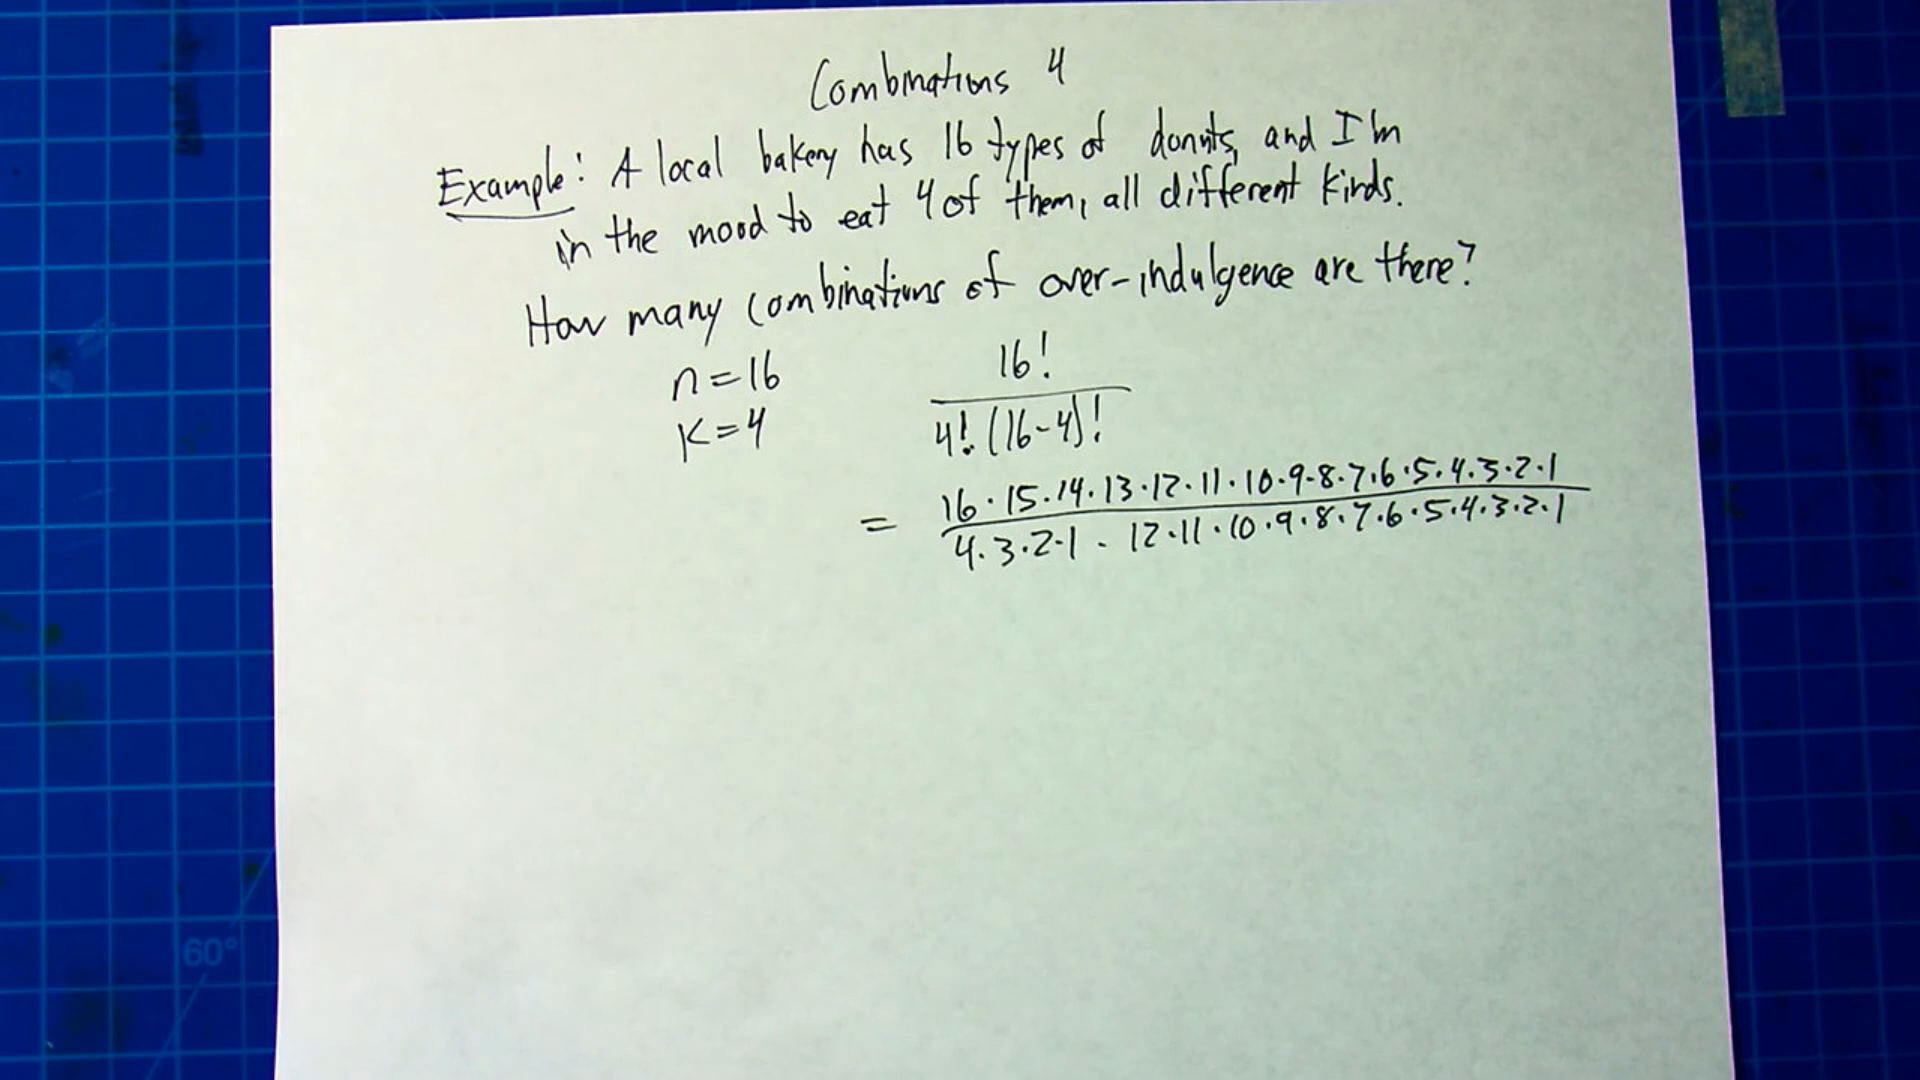 Combinations 4
Example: A local bakery has 16 types of donuts, and I'm
in the mood to eat 4 of them, all different kinds.
How many combinations of over-indulgence are there?
n=16
k=4
16!
4!.(16-4)!
= 16·15·14·13·12·11·10·9·8·7·6·5·4·3·2·1
4·3·2·1 · 12·11·10·9·8·7·6·5·4·3·2·1
60°